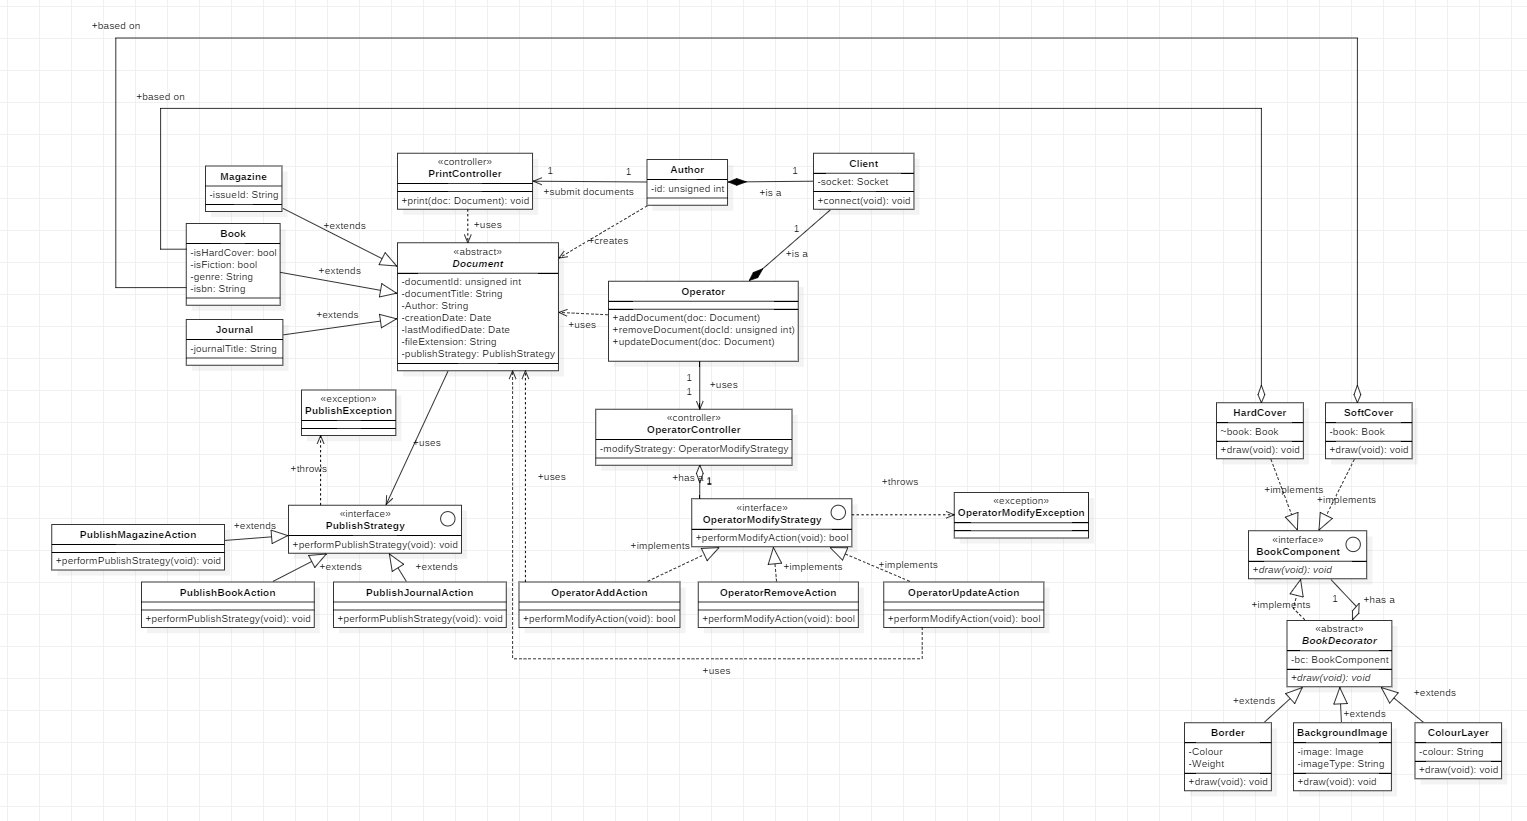 +based on
+based on
Magazine
-issueId: String
Book
-isHardCover: bool
-isFiction: bool
-genre: String
-isbn: String
Journal
-journalTitle: String
+extends
+extends
+extends
«controller»
PrintController
+print(doc: Document): void
1
1
+submit documents
Author
-id: unsigned int
1
+is a
Client
-socket: Socket
+connect(void): void
+uses
+creates
1
+is a
«abstract»
Document
-documentId: unsigned int
-documentTitle: String
-Author: String
-creationDate: Date
-lastModifiedDate: Date
-fileExtension: String
-publishStrategy: PublishStrategy
+uses
Operator
+addDocument(doc: Document)
+removeDocument(docId: unsigned int)
+updateDocument(doc: Document)
1
1
+uses
«exception»
PublishException
+throws
+uses
«controller»
OperatorController
-modifyStrategy: OperatorModifyStrategy
+has a
1
+uses
«interface»
PublishStrategy
+performPublishStrategy(void): void
PublishMagazineAction
+performPublishStrategy(void): void
+extends
+extends
+extends
PublishBookAction
+performPublishStrategy(void): void
PublishJournalAction
+performPublishStrategy(void): void
«interface»
OperatorModifyStrategy
+performModifyAction(void): bool
+throws
«exception»
OperatorModifyException
+implements
+implements
+implements
OperatorAddAction
+performModifyAction(void): bool
OperatorRemoveAction
+performModifyAction(void): bool
OperatorUpdateAction
+performModifyAction(void): bool
+uses
HardCover
~book: Book
+draw(void): void
SoftCover
-book: Book
+draw(void): void
+implements
+implements
«interface»
BookComponent
+draw(void): void
+implements
1
+has a
«abstract»
BookDecorator
-bc: BookComponent
+draw(void): void
+extends
+extends
+extends
Border
-Colour
-Weight
+draw(void): void
BackgroundImage
-image: Image
-imageType: String
+draw(void): void
ColourLayer
-colour: String
+draw(void): void